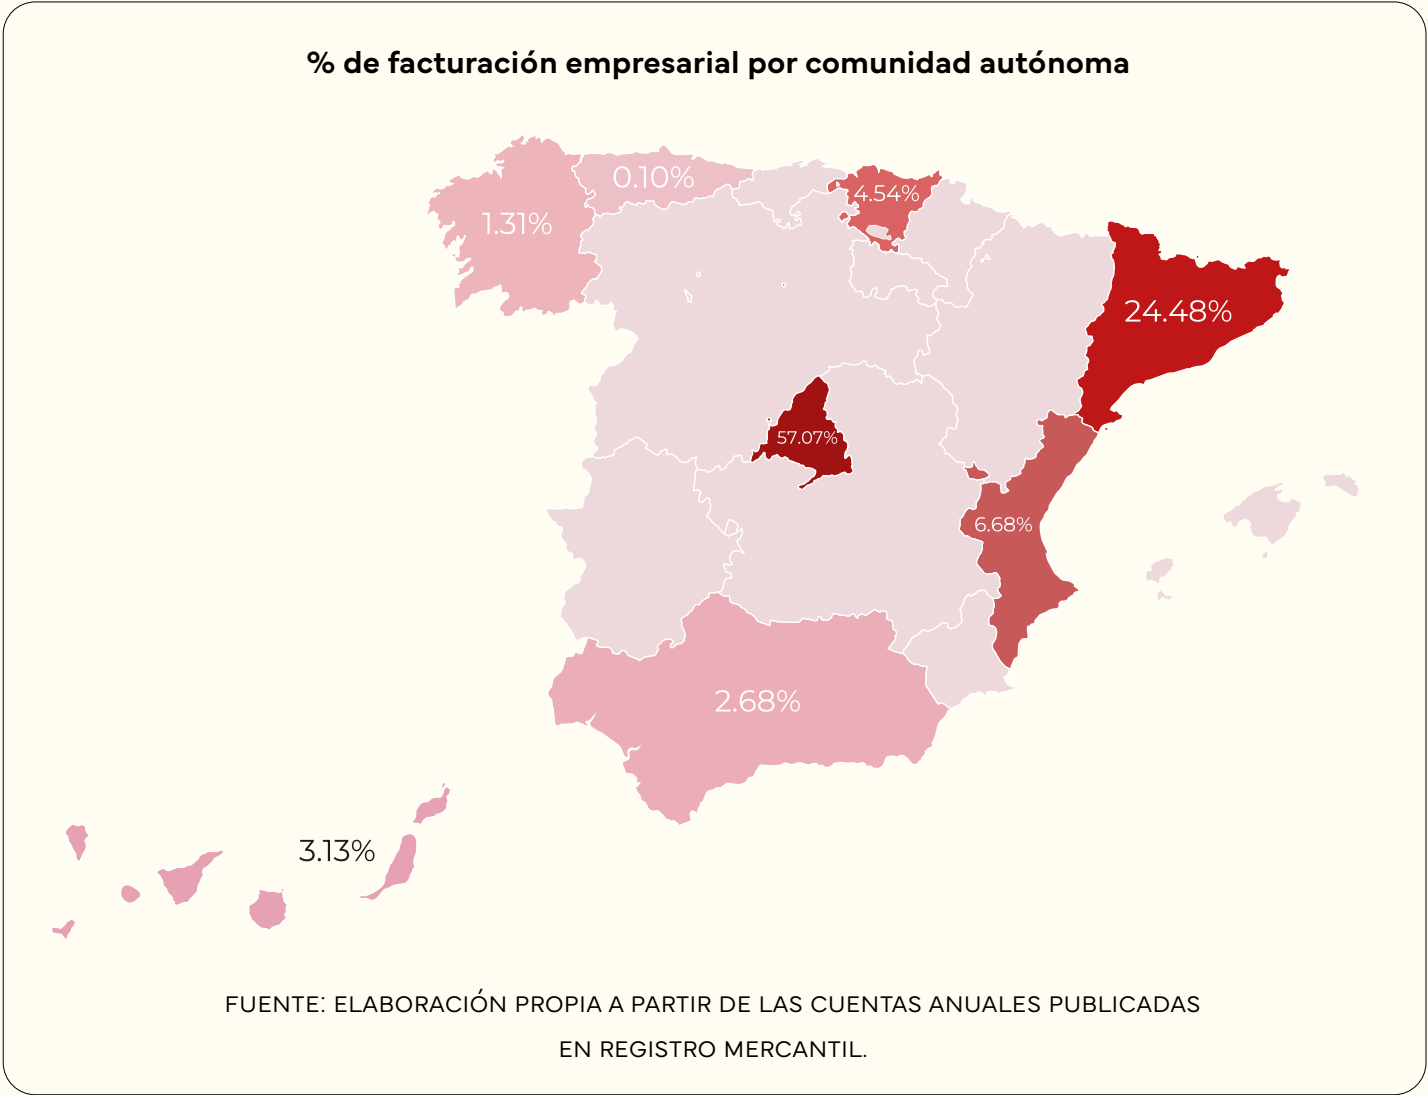 % de facturación empresarial por comunidad autónoma
0.10%
4.54%
1.31%
24.48%
57.07%
6.68%
2.68%
3.13%
FUENTE: ELABORACIÓN PROPIA A PARTIR DE LAS CUENTAS ANUALES PUBLICADAS
EN REGISTRO MERCANTIL.